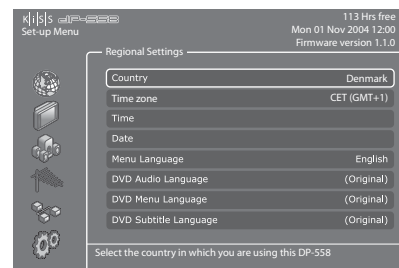 KiSS DP-558
113 Hrs free
Set-up Menu
Mon 01 Nov 2004 12:00
Firmware version 1.1.0
Regional Settings
Country Denmark
Time zone CET (GMT+1)
Time
Date
Menu Language English
DVD Audio Language (Original)
DVD Menu Language (Original)
DVD Subtitle Language (Original)
Select the country in which you are using this DP-558